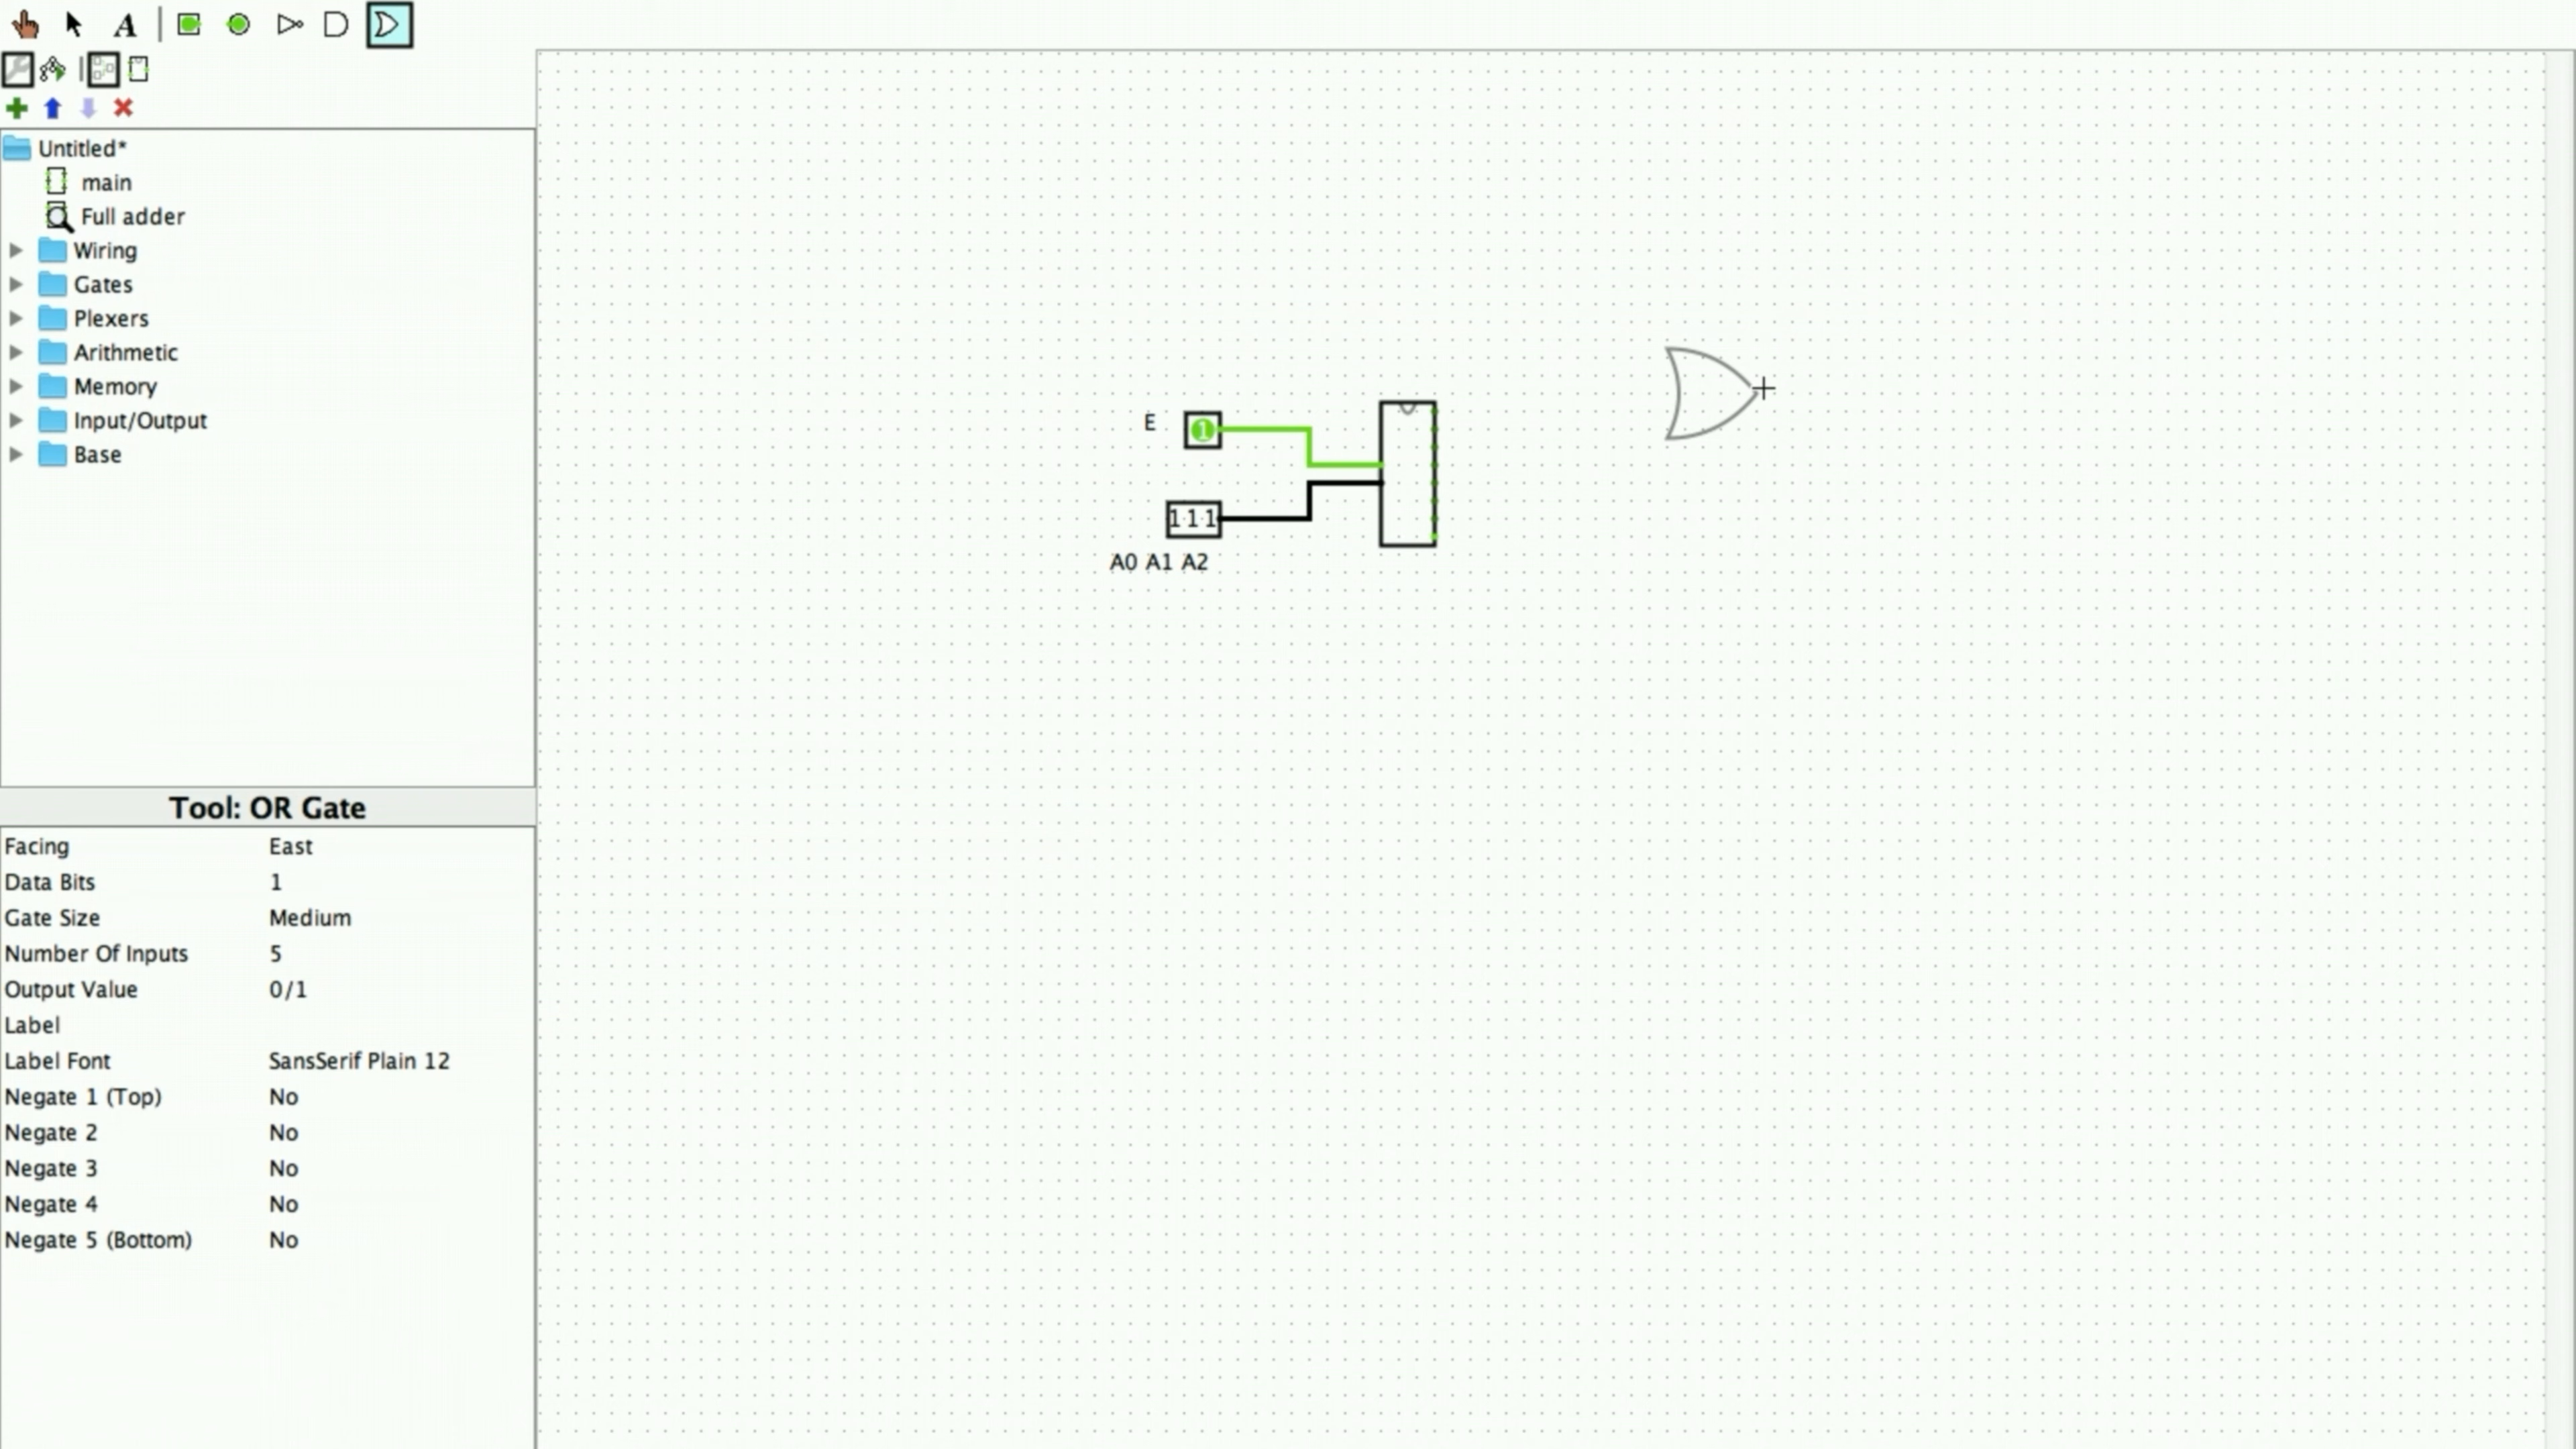 A
Untitled*
main
Full adder
Wiring
Gates
Plexers
Arithmetic
Memory
Input/Output
Base
Tool: OR Gate
Facing East
Data Bits 1
Gate Size Medium
Number Of Inputs 5
Output Value 0/1
Label
Label Font SansSerif Plain 12
Negate 1 (Top) No
Negate 2 No
Negate 3 No
Negate 4 No
Negate 5 (Bottom) No
E 1
1 1 1
A0 A1 A2